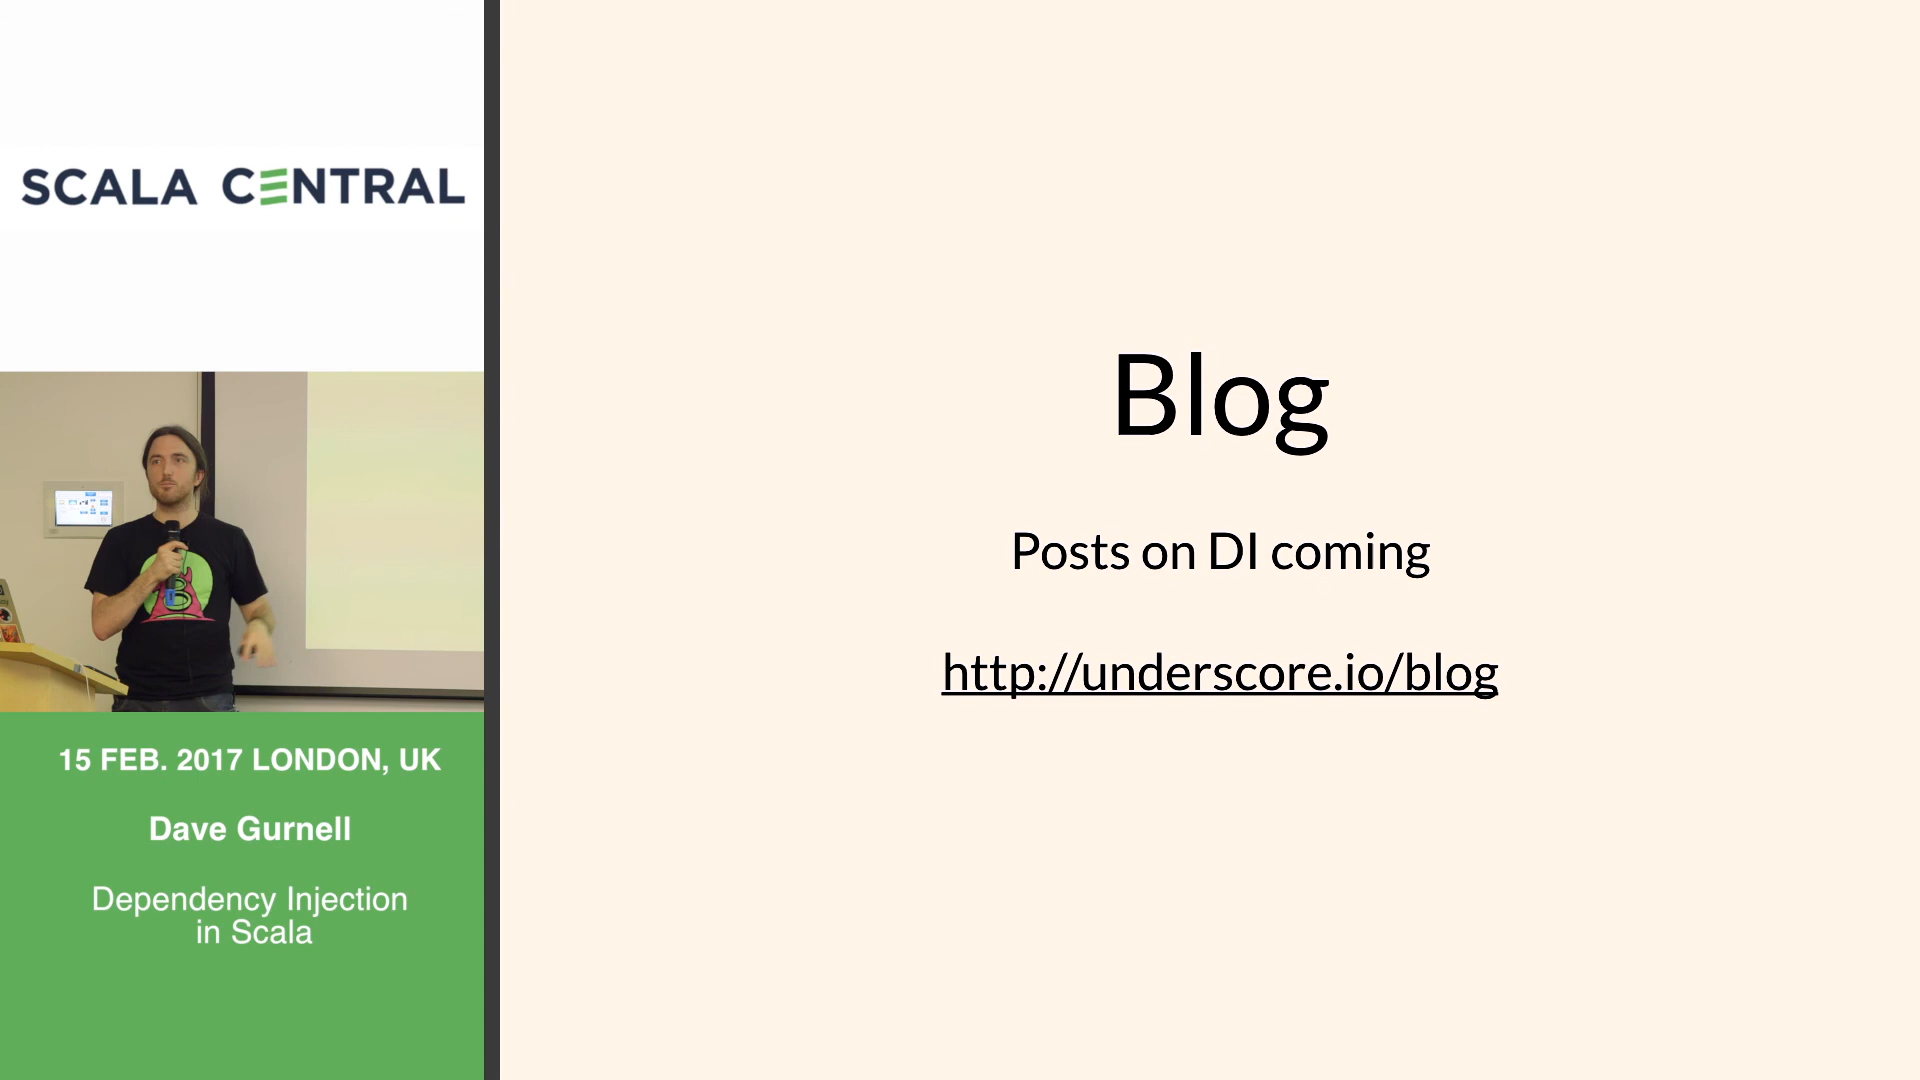 SCALA CENTRAL
15 FEB. 2017 LONDON, UK
Dave Gurnell
Dependency Injection
in Scala
Blog
Posts on DI coming
http://underscore.io/blog